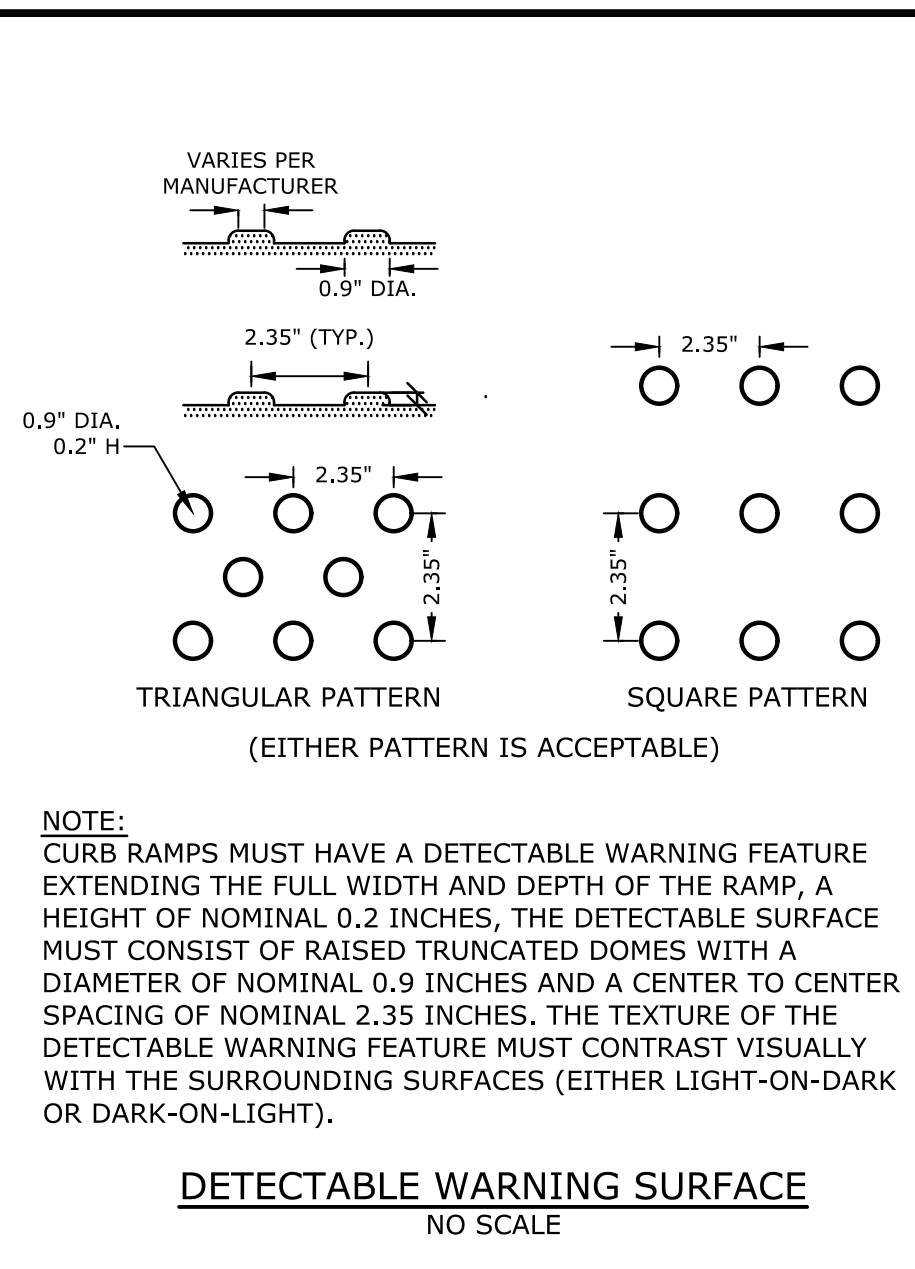 VARIES PER
MANUFACTURER
0.9" DIA.
2.35" (TYP.)
2.35"
0.9" DIA.
0.2" H
2.35"
2.35"
2.35"
TRIANGULAR PATTERN
SQUARE PATTERN
(EITHER PATTERN IS ACCEPTABLE)
NOTE:
CURB RAMPS MUST HAVE A DETECTABLE WARNING FEATURE
EXTENDING THE FULL WIDTH AND DEPTH OF THE RAMP, A
HEIGHT OF NOMINAL 0.2 INCHES, THE DETECTABLE SURFACE
MUST CONSIST OF RAISED TRUNCATED DOMES WITH A
DIAMETER OF NOMINAL 0.9 INCHES AND A CENTER TO CENTER
SPACING OF NOMINAL 2.35 INCHES. THE TEXTURE OF THE
DETECTABLE WARNING FEATURE MUST CONTRAST VISUALLY
WITH THE SURROUNDING SURFACES (EITHER LIGHT-ON-DARK
OR DARK-ON-LIGHT).
DETECTABLE WARNING SURFACE
NO SCALE